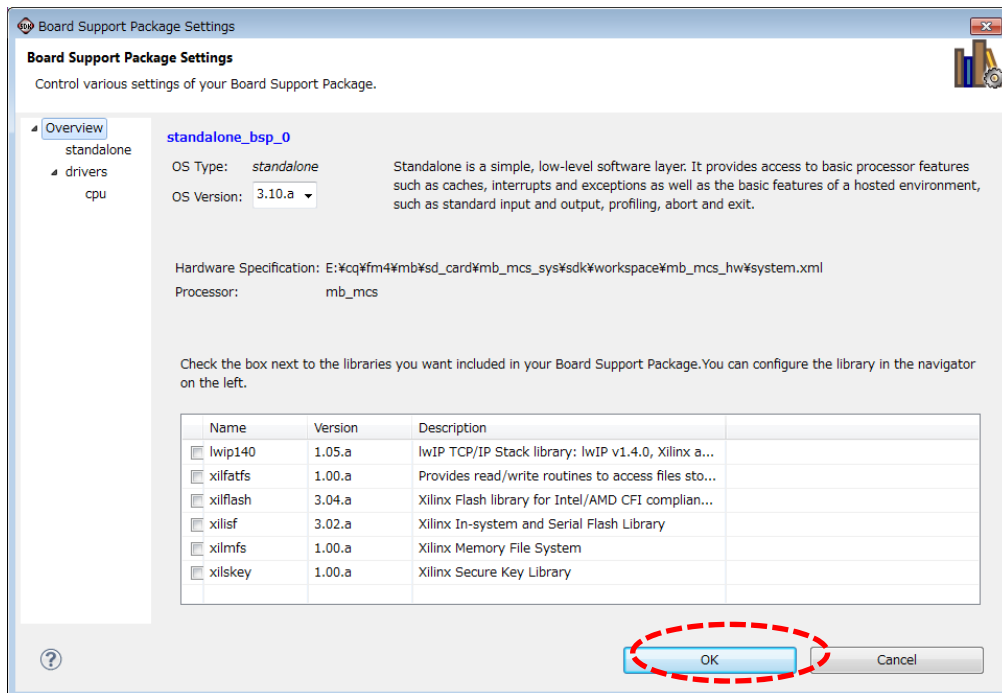 Board Support Package Settings
Board Support Package Settings
Control various settings of your Board Support Package.
Overview
standalone
drivers
cpu
standalone_bsp_0
OS Type: standalone
OS Version: 3.10.a
Standalone is a simple, low-level software layer. It provides access to basic processor features
such as caches, interrupts and exceptions as well as the basic features of a hosted environment,
such as standard input and output, profiling, abort and exit.
Hardware Specification: E:¥cq¥fm4¥mb¥sd_card¥mb_mcs_sys¥sdk¥workspace¥mb_mcs_hw¥system.xml
Processor: mb_mcs
Check the box next to the libraries you want included in your Board Support Package.You can configure the library in the navigator
on the left.
Name Version Description
lwip140 1.05.a lwIP TCP/IP Stack library: lwIP v1.4.0, Xilinx a...
xilfatfs 1.00.a Provides read/write routines to access files sto...
xilflash 3.04.a Xilinx Flash library for Intel/AMD CFI complian...
xilisf 3.02.a Xilinx In-system and Serial Flash Library
xilmfs 1.00.a Xilinx Memory File System
xilskey 1.00.a Xilinx Secure Key Library
? OK Cancel